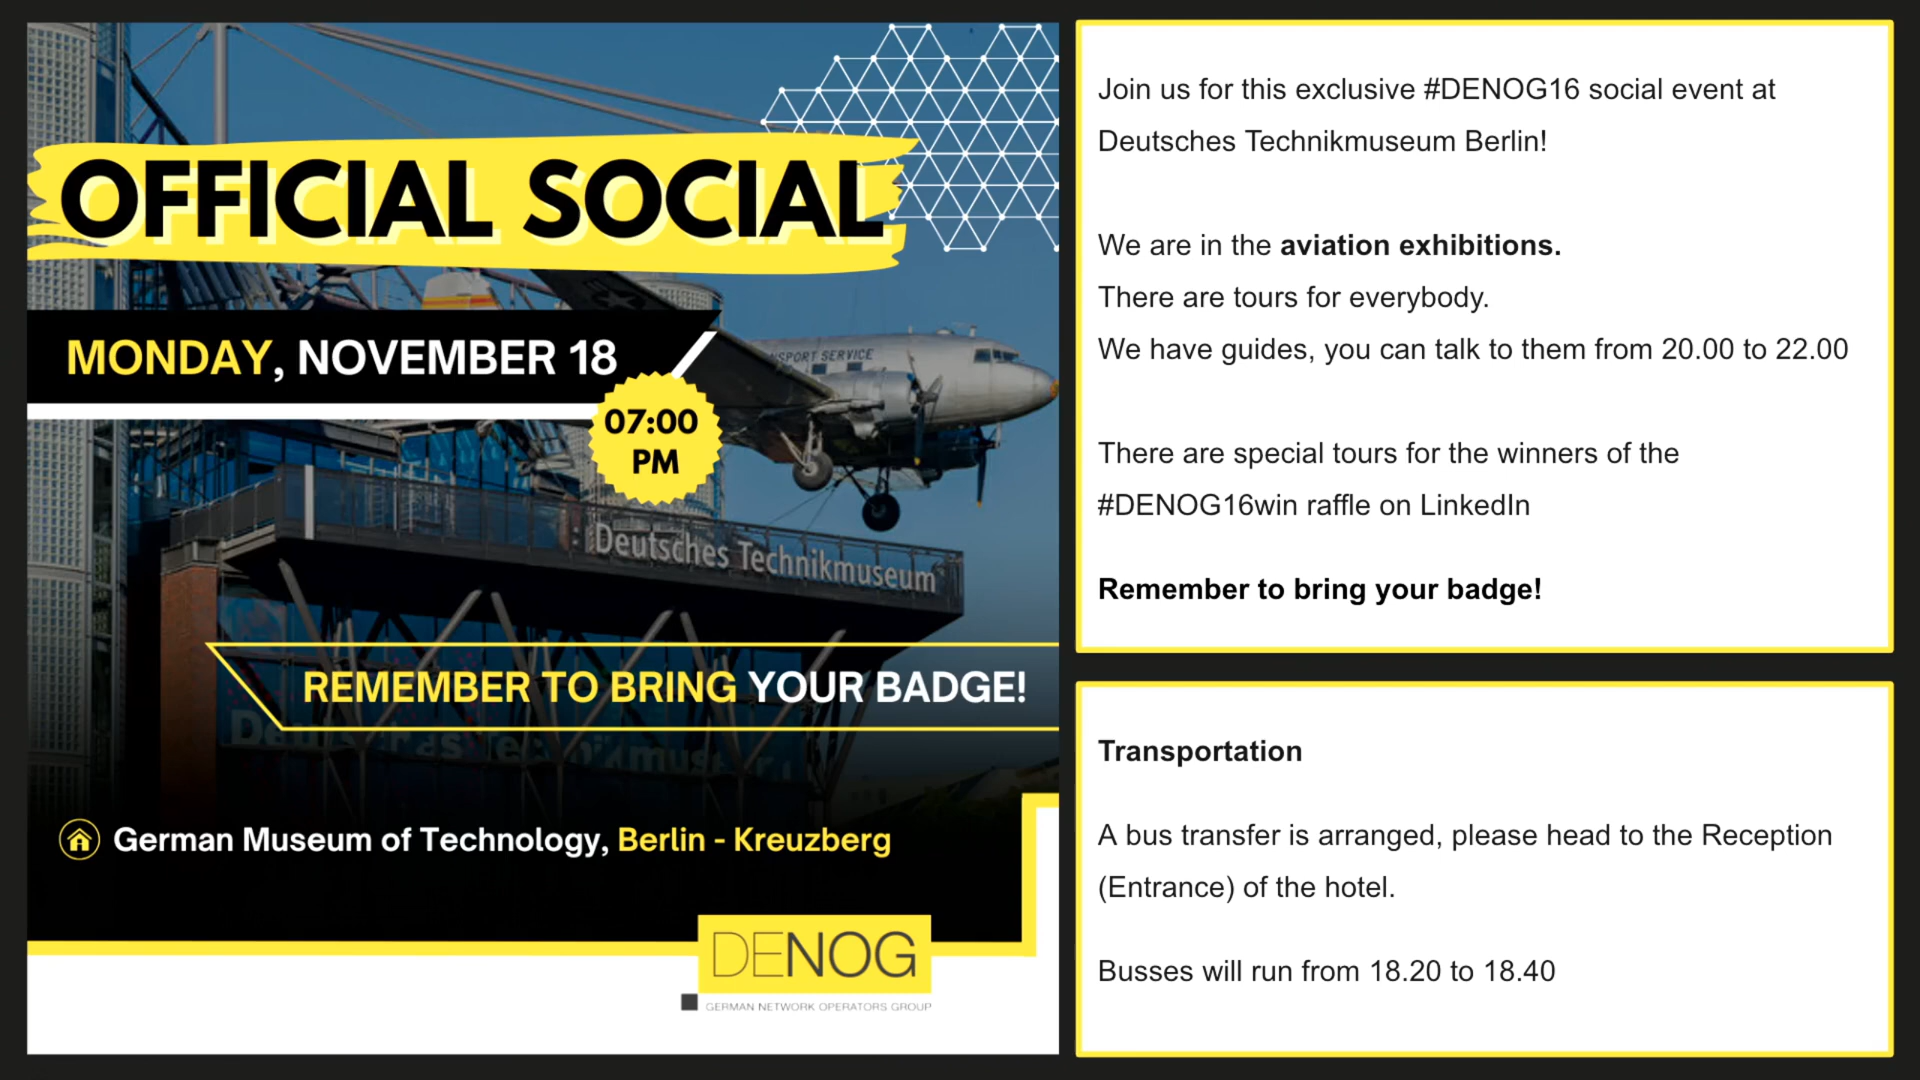 OFFICIAL SOCIAL
MONDAY, NOVEMBER 18
07:00
PM
NSPORT SERVICE
Deutsches Technikmuseum
REMEMBER TO BRING YOUR BADGE!
German Museum of Technology, Berlin - Kreuzberg
DENOG
GERMAN NETWORK OPERATORS GROUP
Join us for this exclusive #DENOG16 social event at
Deutsches Technikmuseum Berlin!
We are in the aviation exhibitions.
There are tours for everybody.
We have guides, you can talk to them from 20.00 to 22.00
There are special tours for the winners of the
#DENOG16win raffle on LinkedIn
Remember to bring your badge!
Transportation
A bus transfer is arranged, please head to the Reception
(Entrance) of the hotel.
Busses will run from 18.20 to 18.40